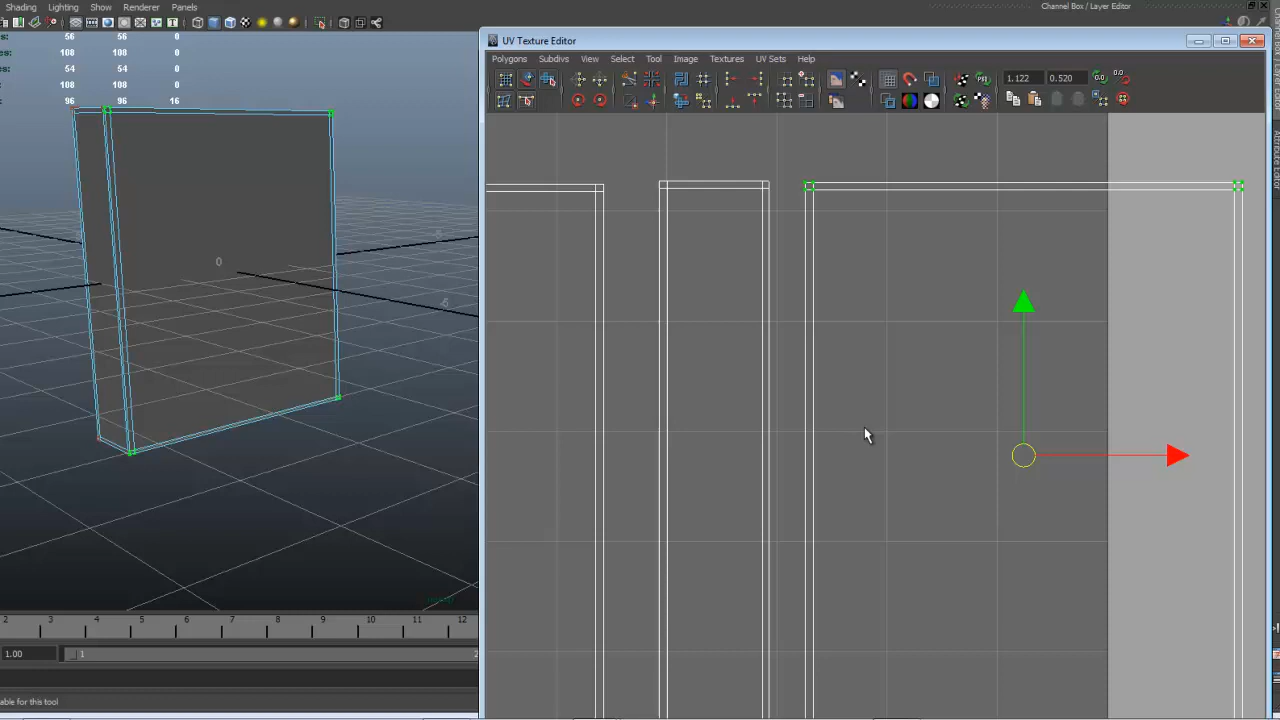 Shading Lighting Show Renderer Panels
Channel Box / Layer Editor
56 56 0
108 108 0
54 54 0
108 108 0
96 96 16
UV Texture Editor
Polygons Subdivs View Select Tool Image Textures UV Sets Help
1.122 0.520
0
2 3 4 5 6 7 8 9 10 11 12
1.00 1
able for this tool